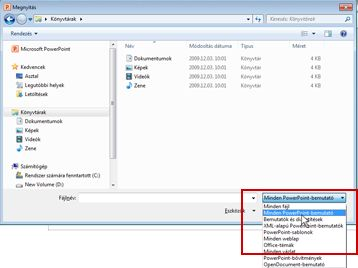 Megnyitás
Könyvtárak
Keresés: Könyvtárak
Rendezés
Microsoft PowerPoint
Kedvencek
Asztal
Legutóbbi helyek
Letöltések
Könyvtárak
Dokumentumok
Képek
Videók
Zene
Számítógép
Rendszer számára fenntartott (C:)
New Volume (D:)
Név Módosítás dátuma Típus Méret
Dokumentumok 2009.12.03. 10:01 Könyvtár 4 KB
Képek 2009.12.03. 10:01 Könyvtár 4 KB
Videók 2009.12.03. 10:01 Könyvtár 4 KB
Zene 2009.12.03. 10:01 Könyvtár 4 KB
Fájlnév:
Minden PowerPoint-bemutató
Eszközök
Minden fájl
Minden PowerPoint-bemutató
Bemutatók és
XML-alapú PowerPoint-bemutatók
PowerPoint-sablonok
Minden weblap
Office-témák
Minden vázlat
PowerPoint-bővítmények
OpenDocument-bemutató